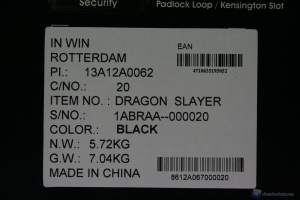 Security
Padlock Loop / Kensington Slot
IN WIN
ROTTERDAM
PI.: 13A12A0062
C/NO.: 20
ITEM NO. : DRAGON SLAYER
S/NO.: 1ABRAA--000020
COLOR.: BLACK
N.W.: 5.72KG
G.W.: 7.04KG
MADE IN CHINA
EAN
8612A067000020